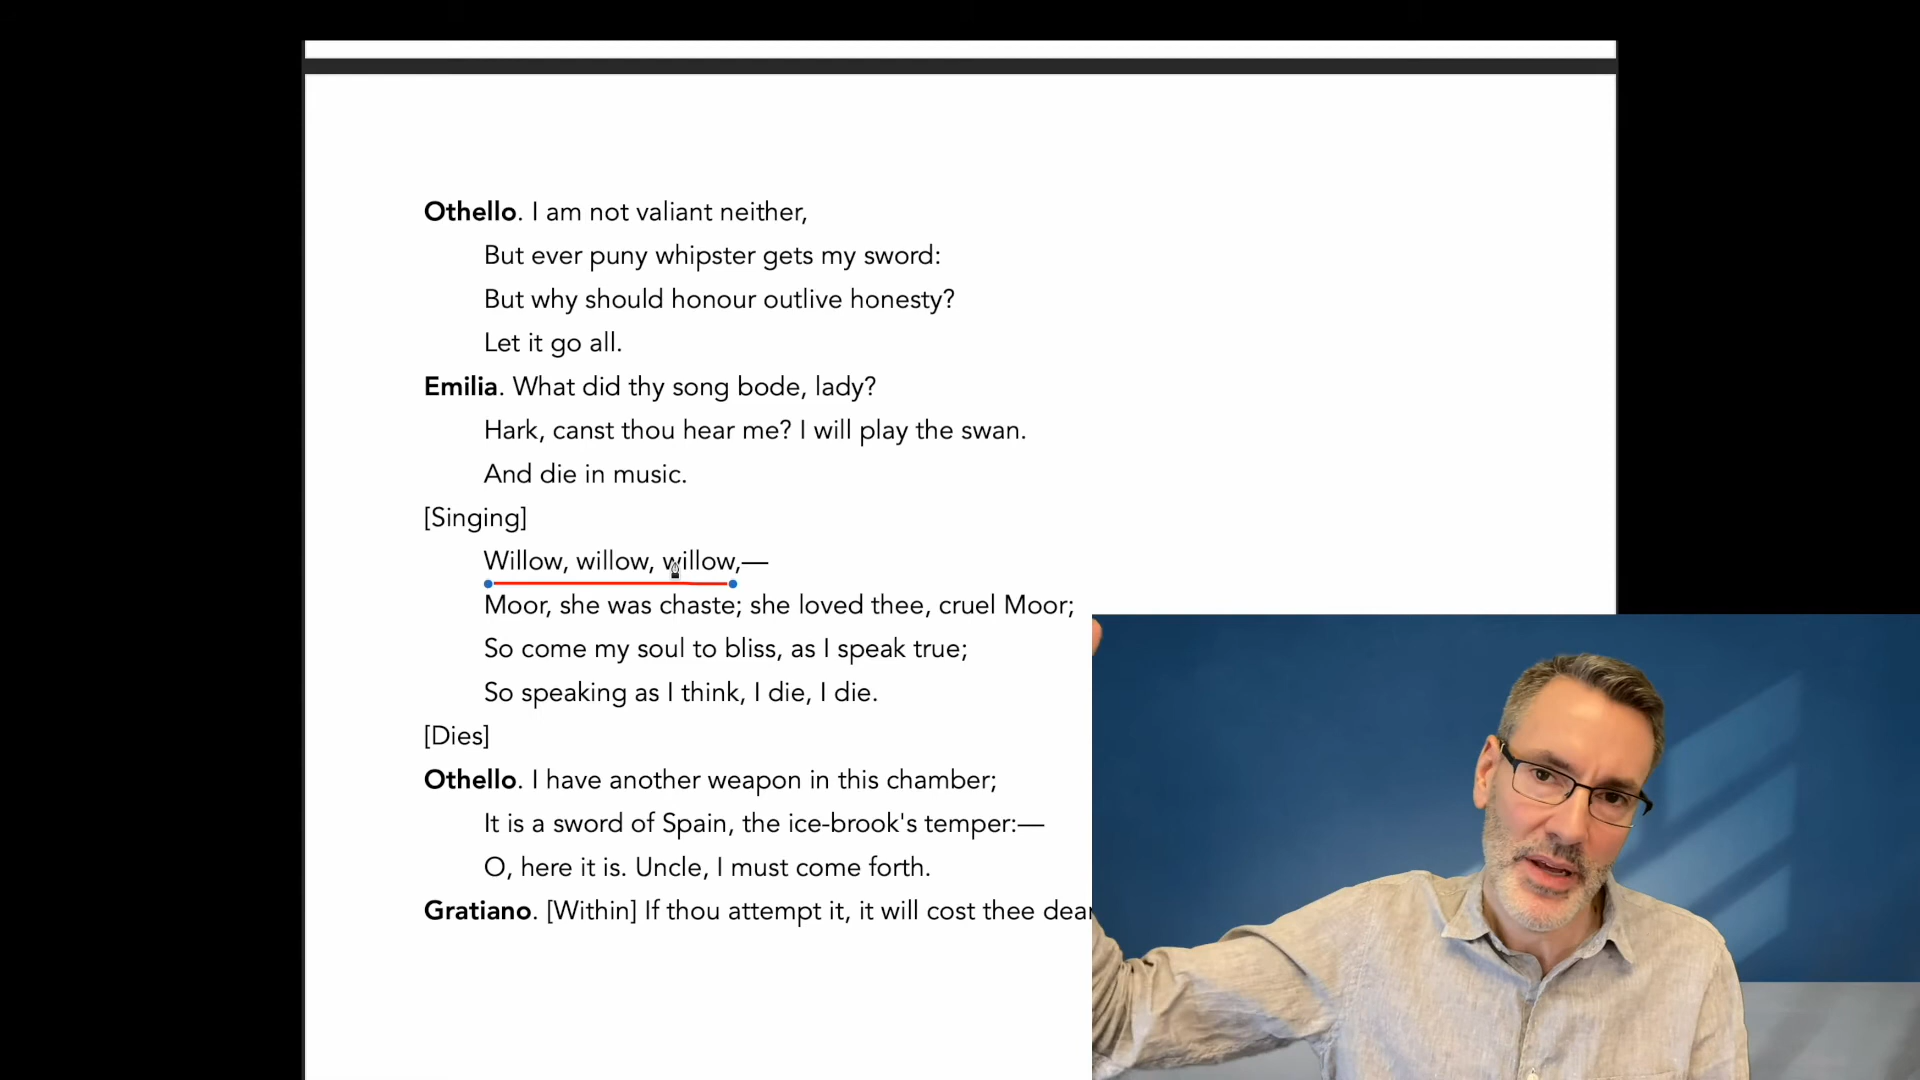 Othello. I am not valiant neither,
But ever puny whipster gets my sword:
But why should honour outlive honesty?
Let it go all.
Emilia. What did thy song bode, lady?
Hark, canst thou hear me? I will play the swan.
And die in music.
[Singing]
Willow, willow, willow,—
Moor, she was chaste; she loved thee, cruel Moor;
So come my soul to bliss, as I speak true;
So speaking as I think, I die, I die.
[Dies]
Othello. I have another weapon in this chamber;
It is a sword of Spain, the ice-brook's temper:—
O, here it is. Uncle, I must come forth.
Gratiano. [Within] If thou attempt it, it will cost thee dear